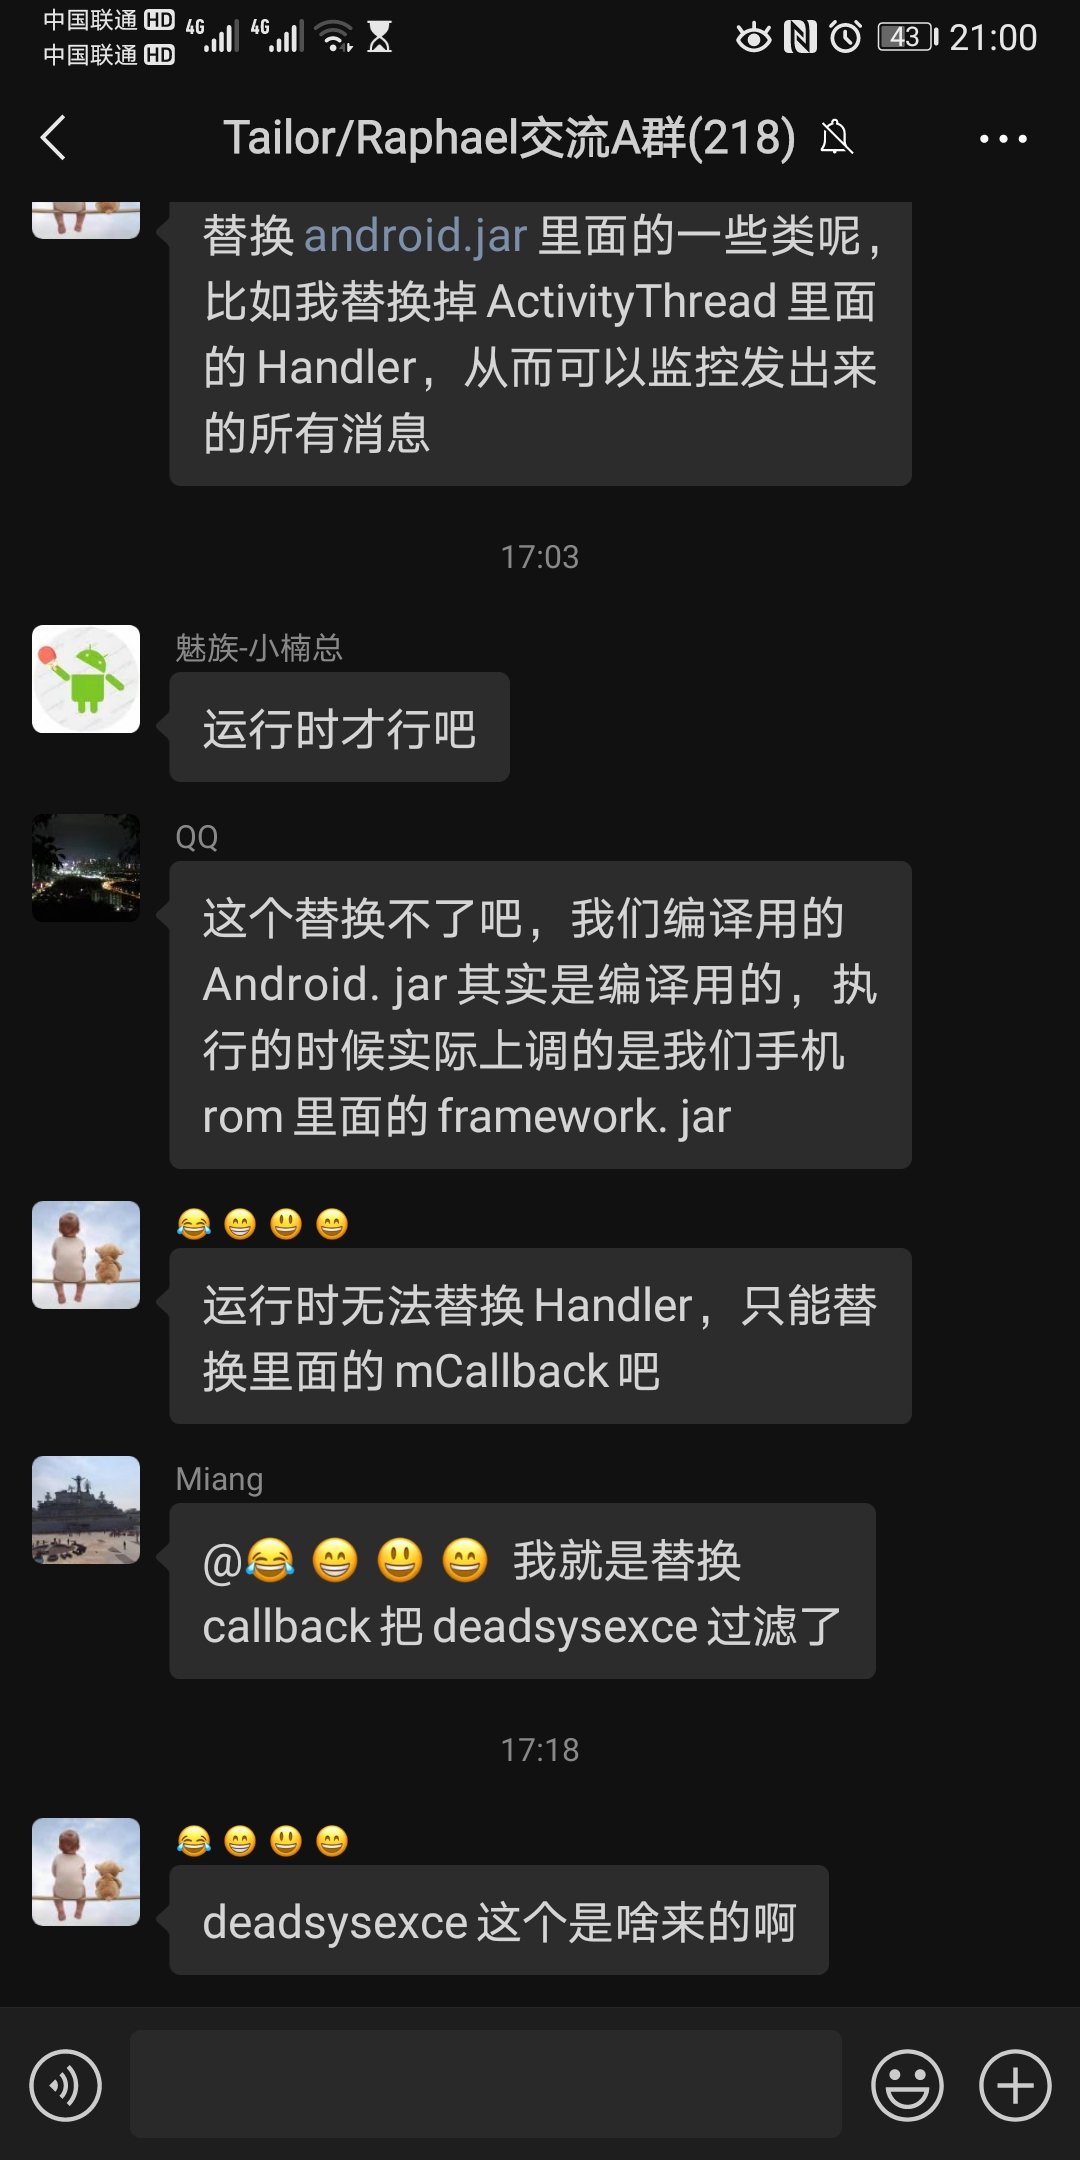 中国联通 HD 4G 4G 43 21:00
中国联通 HD
Tailor/Raphael交流A群(218)
替换 android.jar 里面的一些类呢，
比如我替换掉 ActivityThread 里面
的 Handler，从而可以监控发出来
的所有消息
17:03
魅族-小楠总
运行时才行吧
QQ
这个替换不了吧，我们编译用的
Android. jar 其实是编译用的，执
行的时候实际上调的是我们手机
rom 里面的 framework. jar
😂 😁 😃 😄
运行时无法替换 Handler，只能替
换里面的 mCallback 吧
Miang
@😂 😁 😃 😄 我就是替换
callback 把 deadsysexce 过滤了
17:18
😂 😁 😃 😄
deadsysexce 这个是啥来的啊